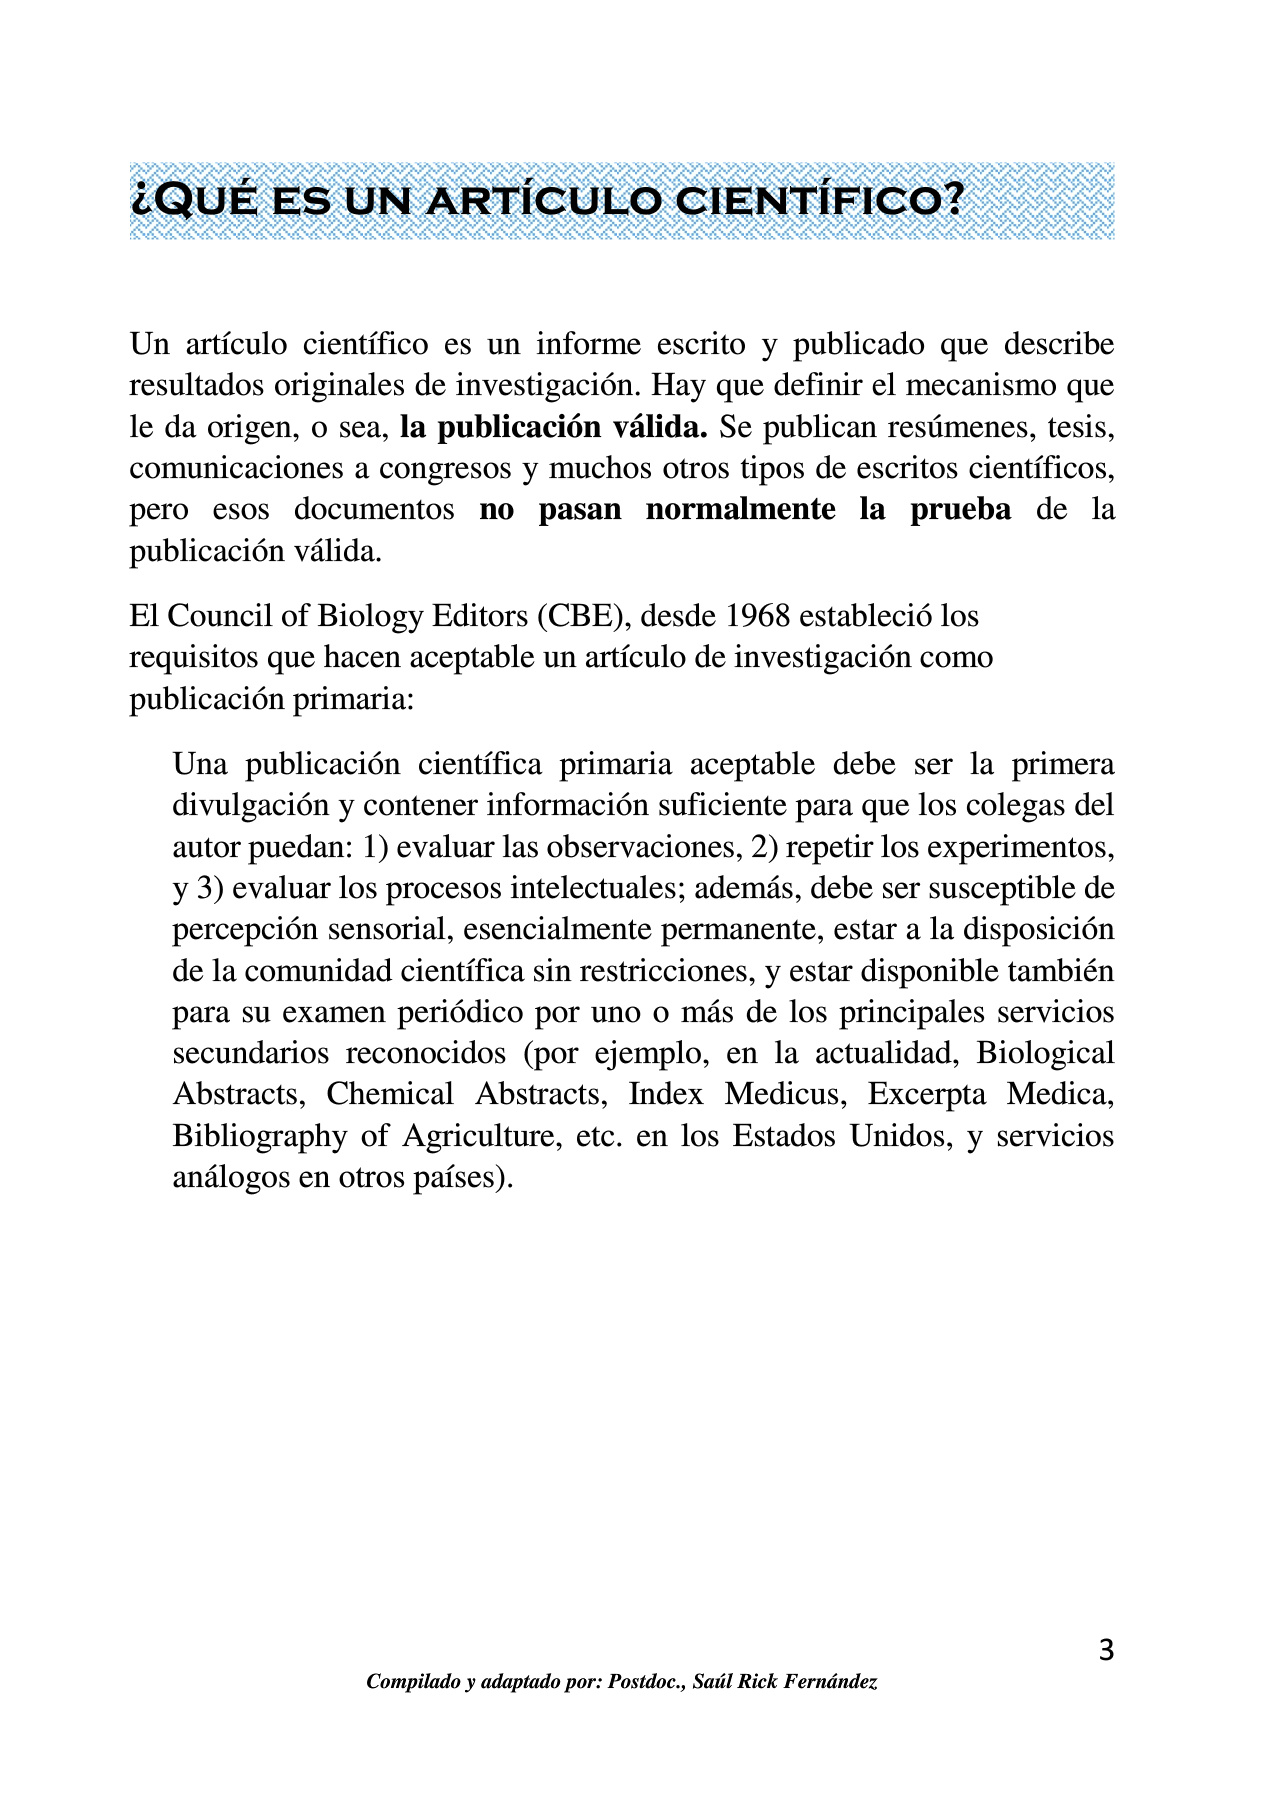 ¿Qué es un artículo científico?
Un artículo científico es un informe escrito y publicado que describe
resultados originales de investigación. Hay que definir el mecanismo que
le da origen, o sea, la publicación válida. Se publican resúmenes, tesis,
comunicaciones a congresos y muchos otros tipos de escritos científicos,
pero esos documentos no pasan normalmente la prueba de la
publicación válida.
El Council of Biology Editors (CBE), desde 1968 estableció los
requisitos que hacen aceptable un artículo de investigación como
publicación primaria:
Una publicación científica primaria aceptable debe ser la primera
divulgación y contener información suficiente para que los colegas del
autor puedan: 1) evaluar las observaciones, 2) repetir los experimentos,
y 3) evaluar los procesos intelectuales; además, debe ser susceptible de
percepción sensorial, esencialmente permanente, estar a la disposición
de la comunidad científica sin restricciones, y estar disponible también
para su examen periódico por uno o más de los principales servicios
secundarios reconocidos (por ejemplo, en la actualidad, Biological
Abstracts, Chemical Abstracts, Index Medicus, Excerpta Medica,
Bibliography of Agriculture, etc. en los Estados Unidos, y servicios
análogos en otros países).
3
Compilado y adaptado por: Postdoc., Saúl Rick Fernández